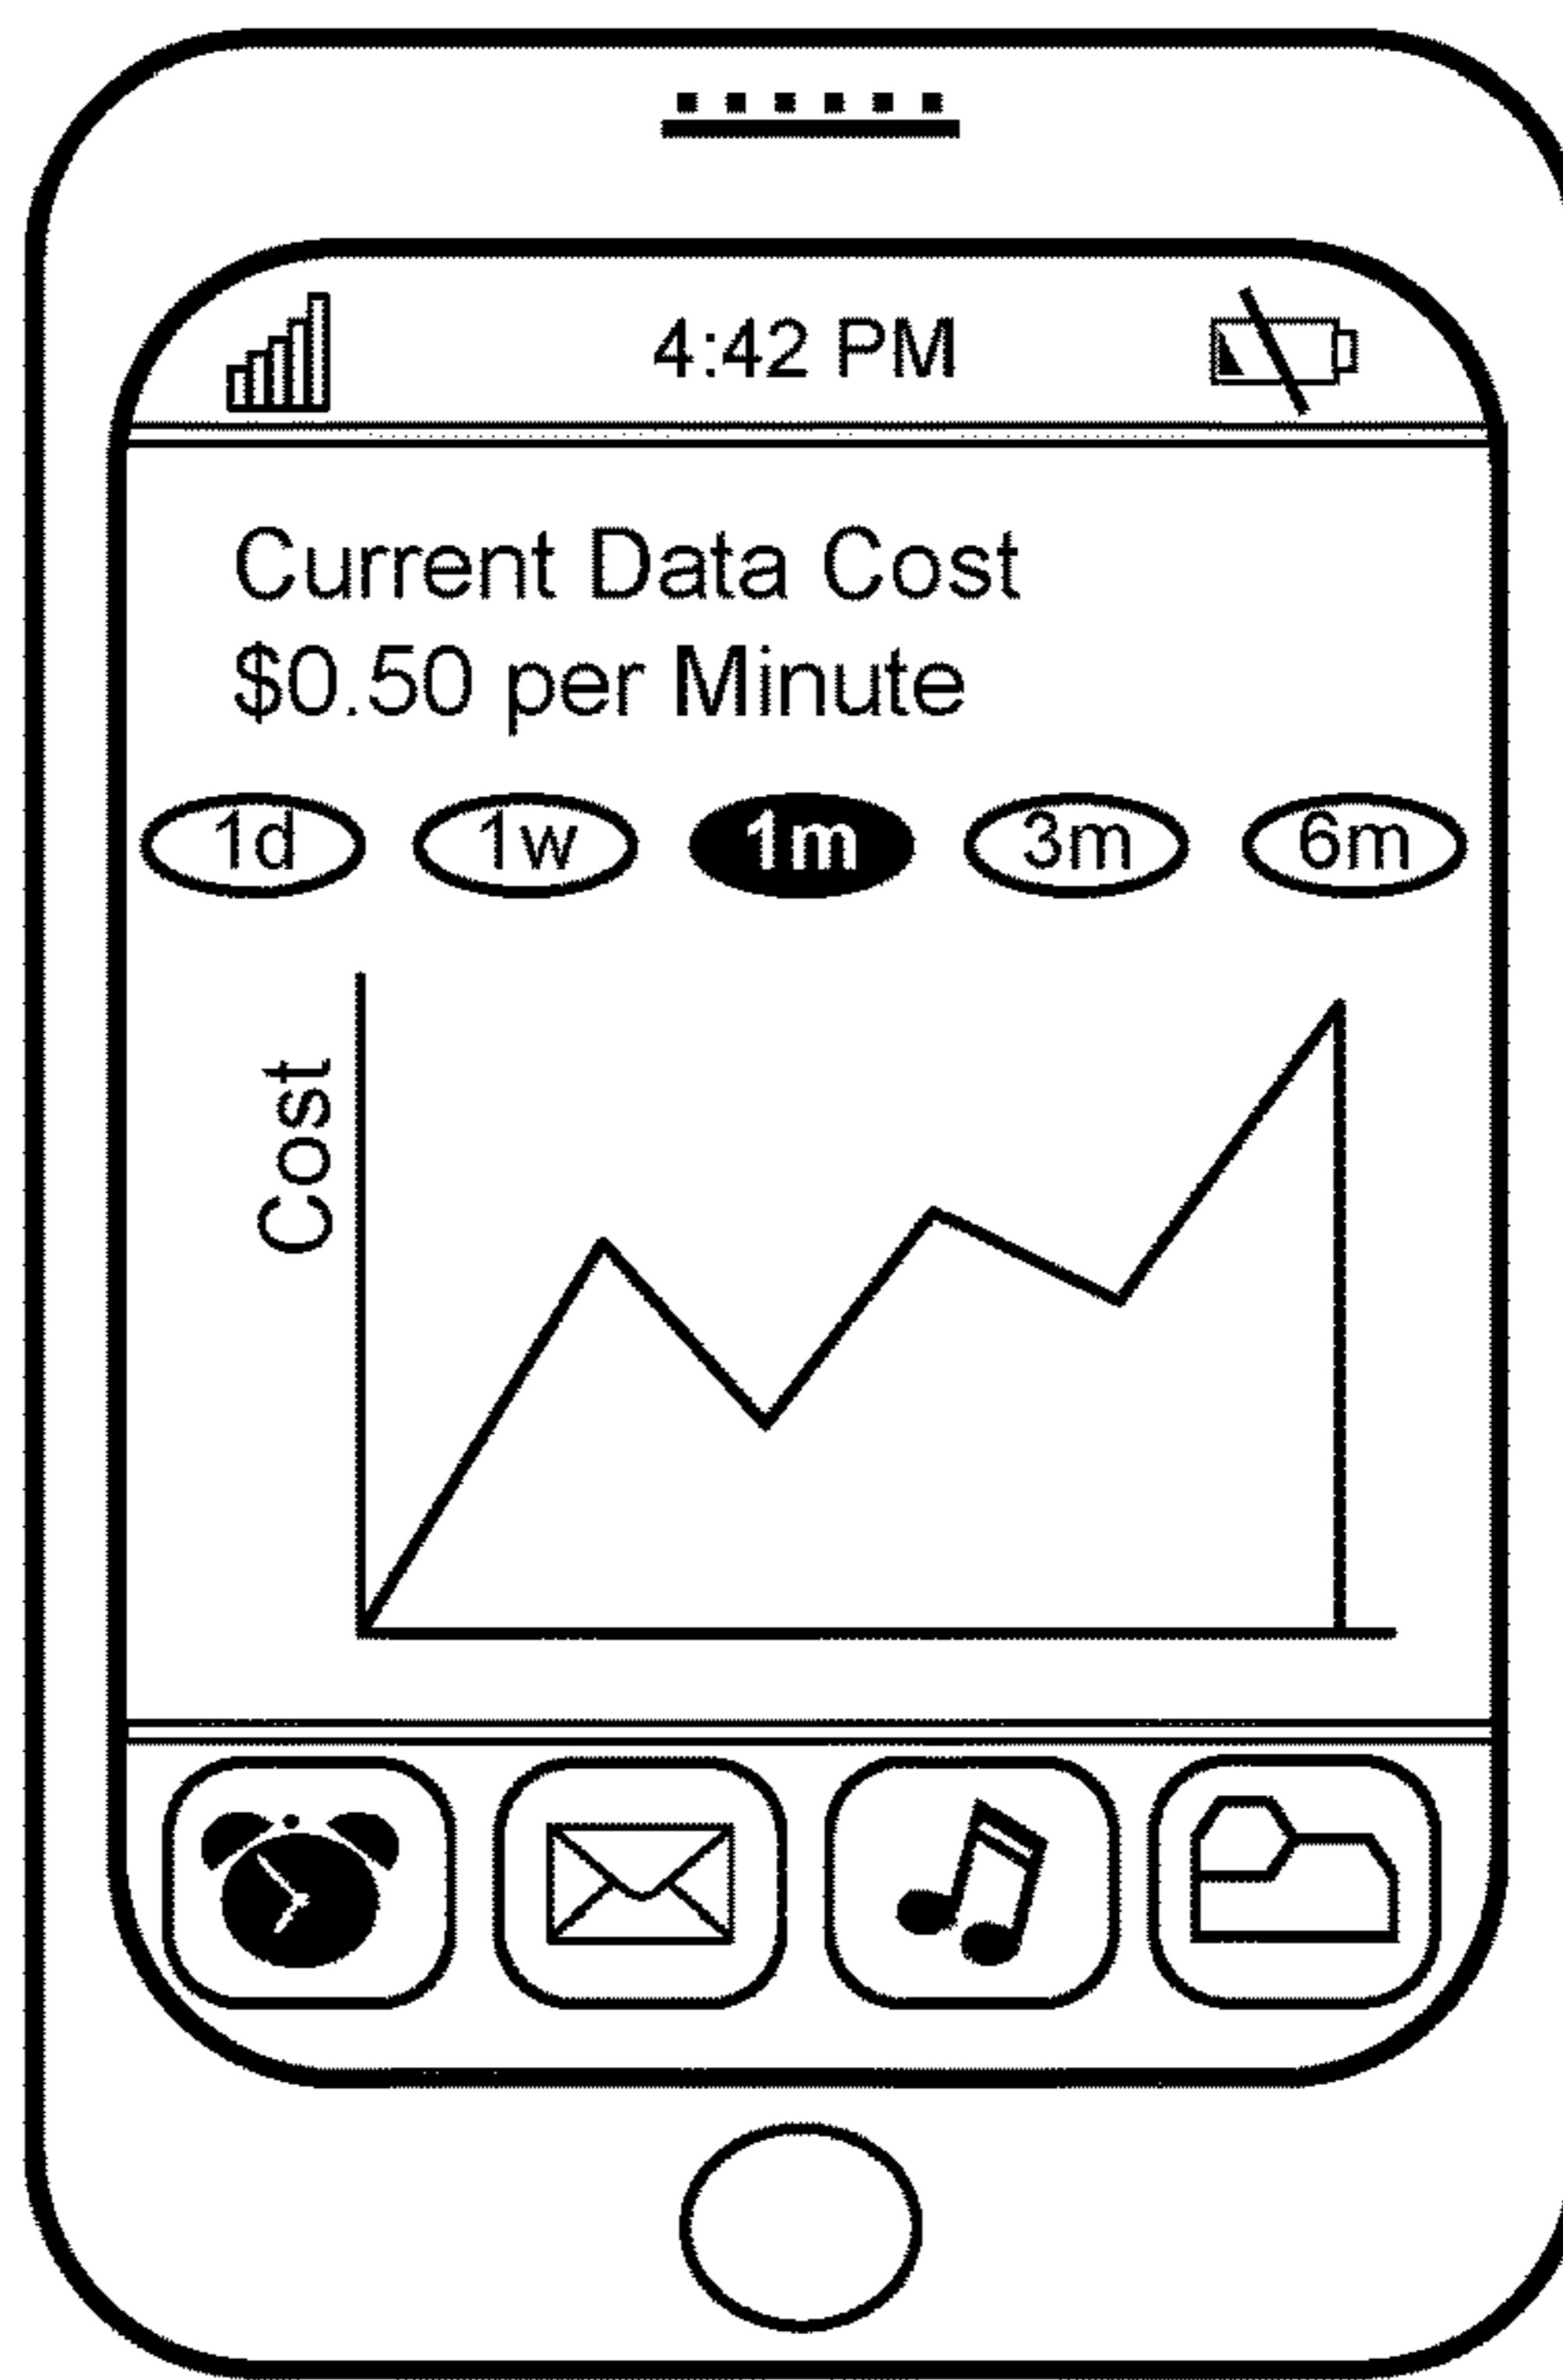 4:42 PM
Current Data Cost
$0.50 per Minute
1d 1w 1m 3m 6m
Cost